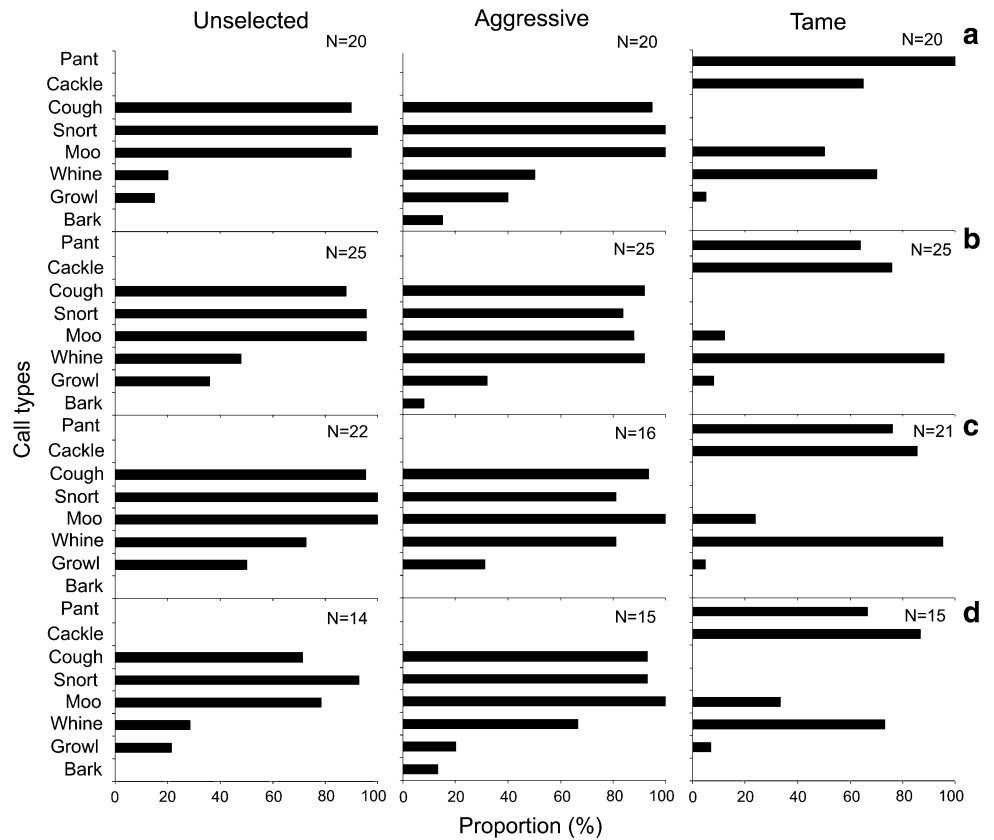 Unselected Aggressive Tame
N=20 N=20 N=20 a
Pant
Cackle
Cough
Snort
Moo
Whine
Growl
Bark
N=25 N=25 N=25 b
Pant
Cackle
Cough
Snort
Moo
Whine
Growl
Bark
N=22 N=16 N=21 c
Pant
Cackle
Cough
Snort
Moo
Whine
Growl
Bark
N=14 N=15 N=15 d
Pant
Cackle
Cough
Snort
Moo
Whine
Growl
Bark
Call types
0 20 40 60 80 100 0 20 40 60 80 100 0 20 40 60 80 100
Proportion (%)